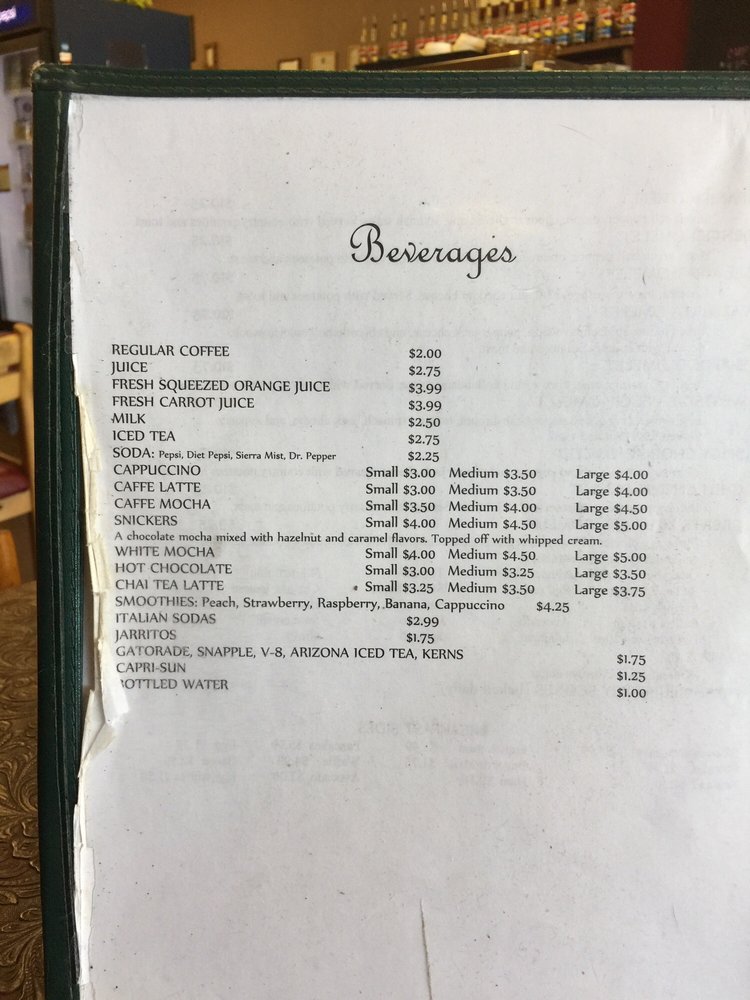 Beverages
REGULAR COFFEE $2.00
JUICE $2.75
FRESH SQUEEZED ORANGE JUICE $3.99
FRESH CARROT JUICE $3.99
MILK $2.50
ICED TEA $2.75
SODA: Pepsi, Diet Pepsi, Sierra Mist, Dr. Pepper $2.25
CAPPUCCINO Small $3.00 Medium $3.50 Large $4.00
CAFFE LATTE Small $3.00 Medium $3.50 Large $4.00
CAFFE MOCHA Small $3.50 Medium $4.00 Large $4.50
SNICKERS Small $4.00 Medium $4.50 Large $5.00
A chocolate mocha mixed with hazelnut and caramel flavors. Topped off with whipped cream.
WHITE MOCHA Small $4.00 Medium $4.50 Large $5.00
HOT CHOCOLATE Small $3.00 Medium $3.25 Large $3.50
CHAI TEA LATTE Small $3.25 Medium $3.50 Large $3.75
SMOOTHIES: Peach, Strawberry, Raspberry, Banana, Cappuccino $4.25
ITALIAN SODAS $2.99
JARRITOS $1.75
GATORADE, SNAPPLE, V-8, ARIZONA ICED TEA, KERNS $1.75
CAPRI-SUN $1.25
BOTTLED WATER $1.00